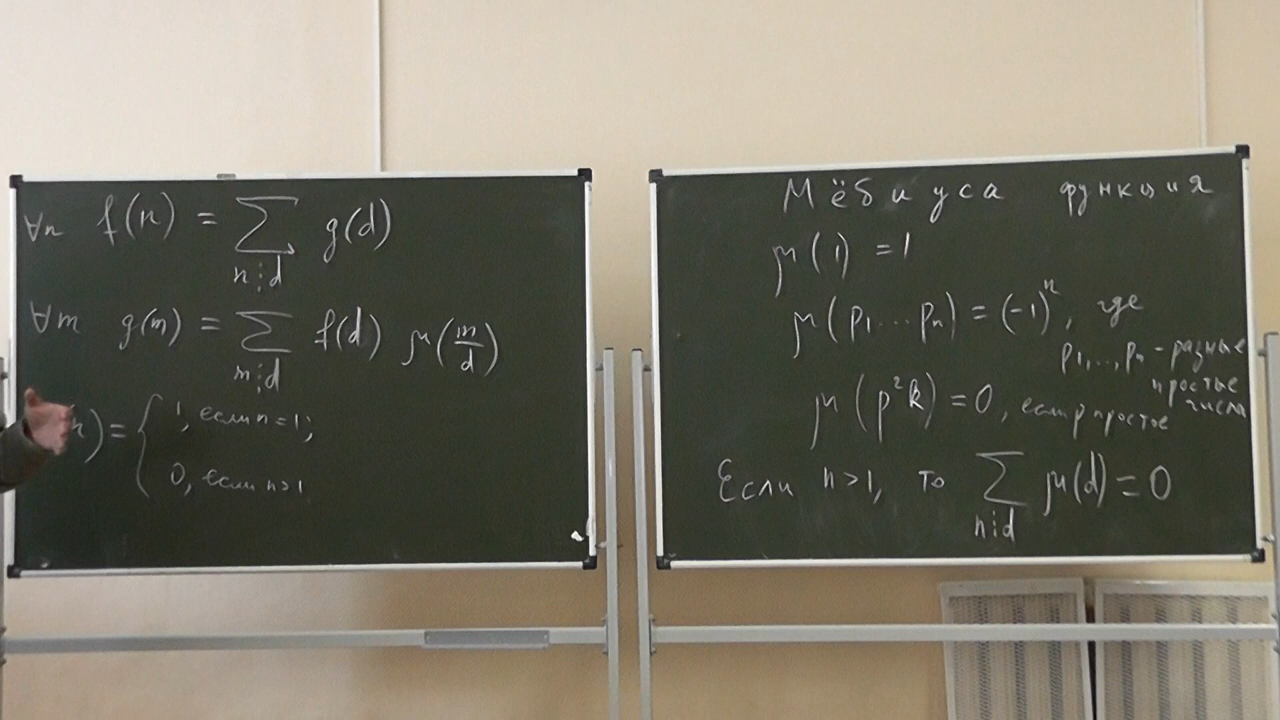 ∀n f(n) = ∑ g(d)
n⋮d
∀m g(m) = ∑ f(d) μ(m/d)
m⋮d
) = { 1, если n = 1;
0, если n>1
Мёбиуса функция
μ(1) = 1
μ(p₁...pₙ) = (-1)ⁿ, где
p₁,...,pₙ - разные
простые
числа
μ(p²k) = 0, если p простое
Если n>1, то ∑ μ(d) = 0
n⋮d